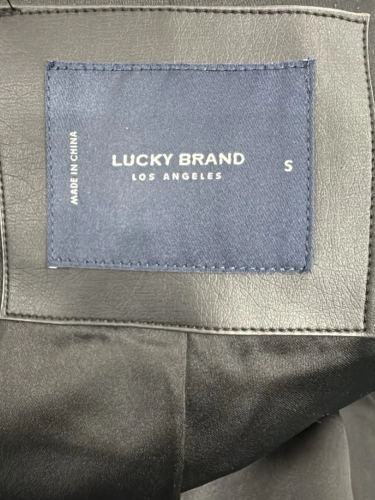 MADE IN CHINA
LUCKY BRAND
LOS ANGELES
S